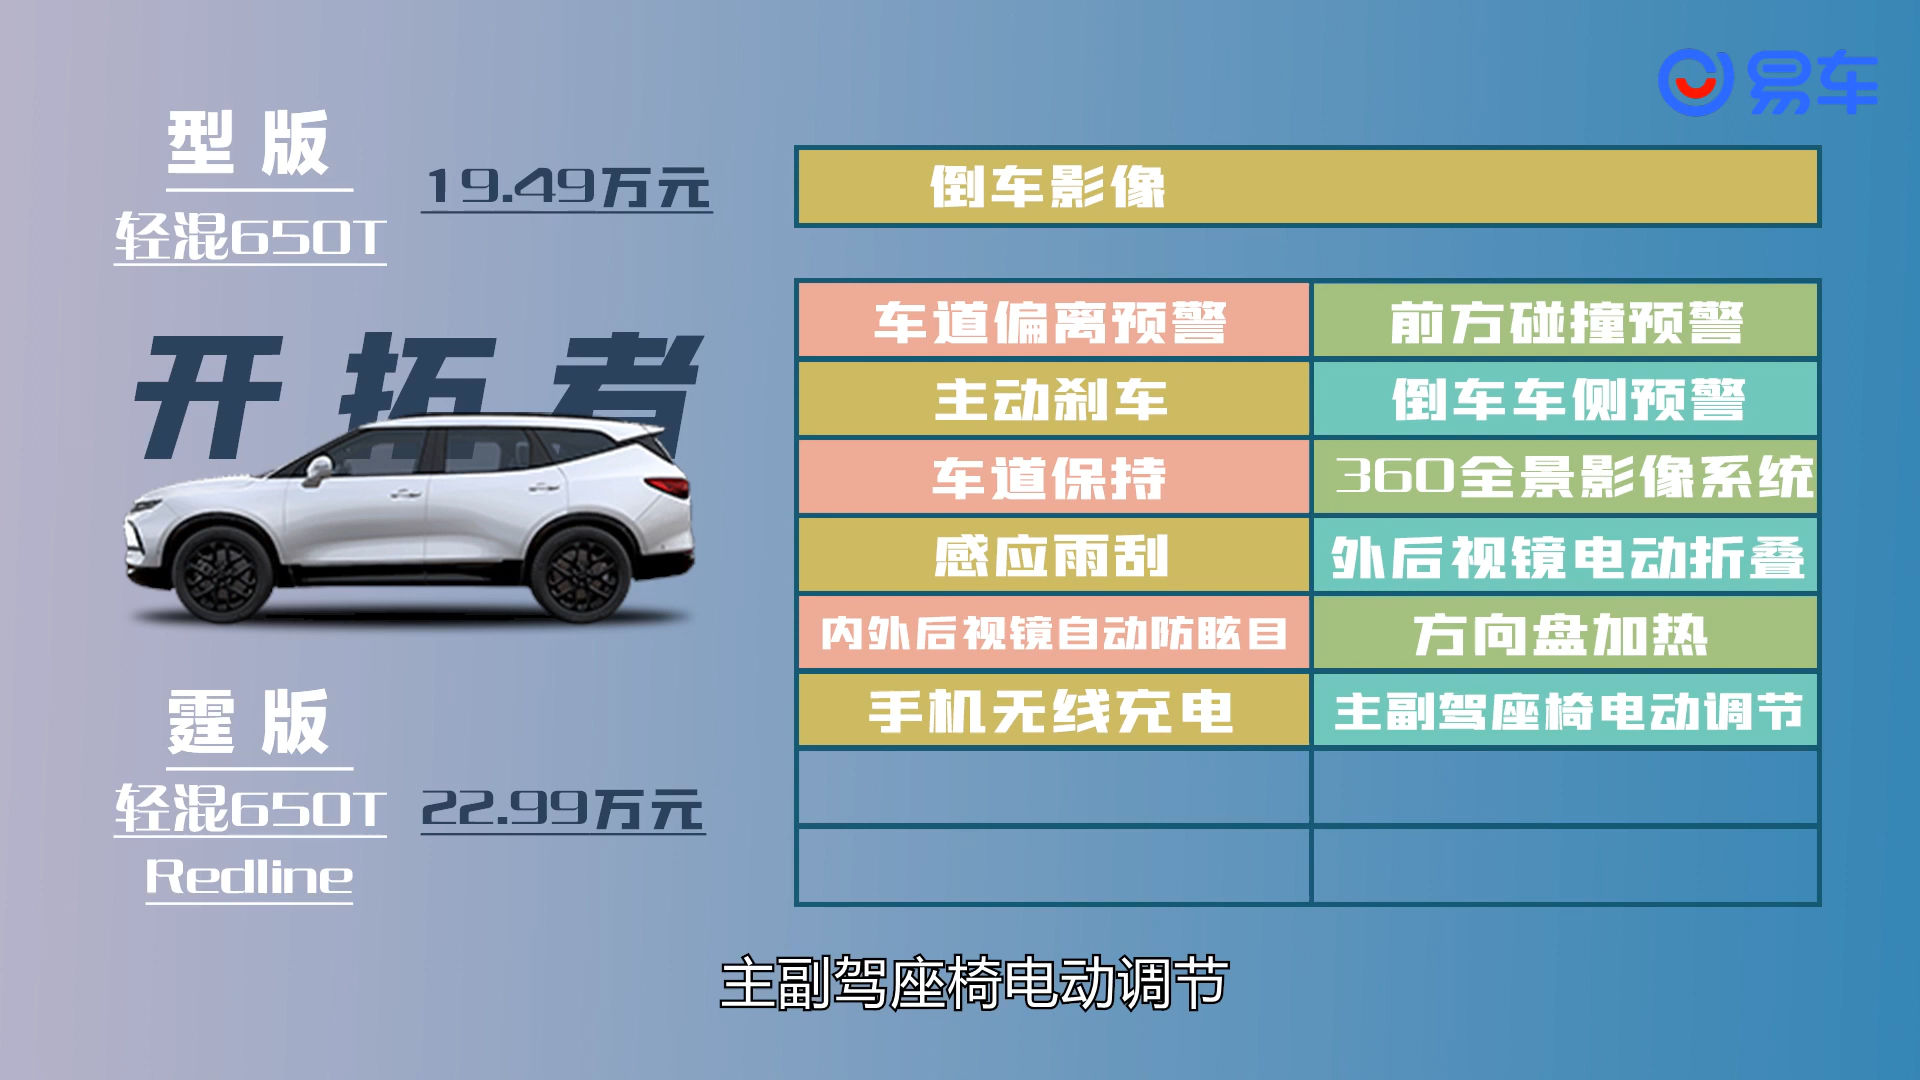 易车
型版
轻混650T
19.49万元
倒车影像
开拓者
车道偏离预警
前方碰撞预警
主动刹车
倒车车侧预警
车道保持
360全景影像系统
感应雨刮
外后视镜电动折叠
内外后视镜自动防眩目
方向盘加热
手机无线充电
主副驾座椅电动调节
霆版
轻混650T
Redline
22.99万元
主副驾座椅电动调节